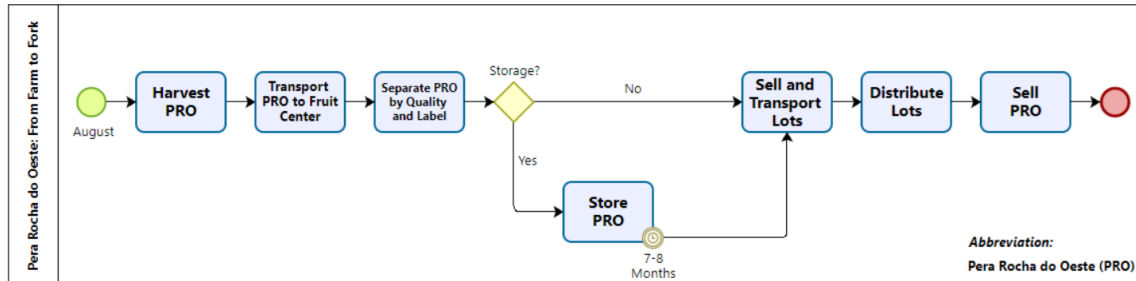 Pera Rocha do Oeste: From Farm to Fork
August
Harvest
PRO
Transport
PRO to Fruit
Center
Separate PRO
by Quality
and Label
Storage?
No
Yes
Store
PRO
7-8
Months
Sell and
Transport
Lots
Distribute
Lots
Sell
PRO
Abbreviation:
Pera Rocha do Oeste (PRO)